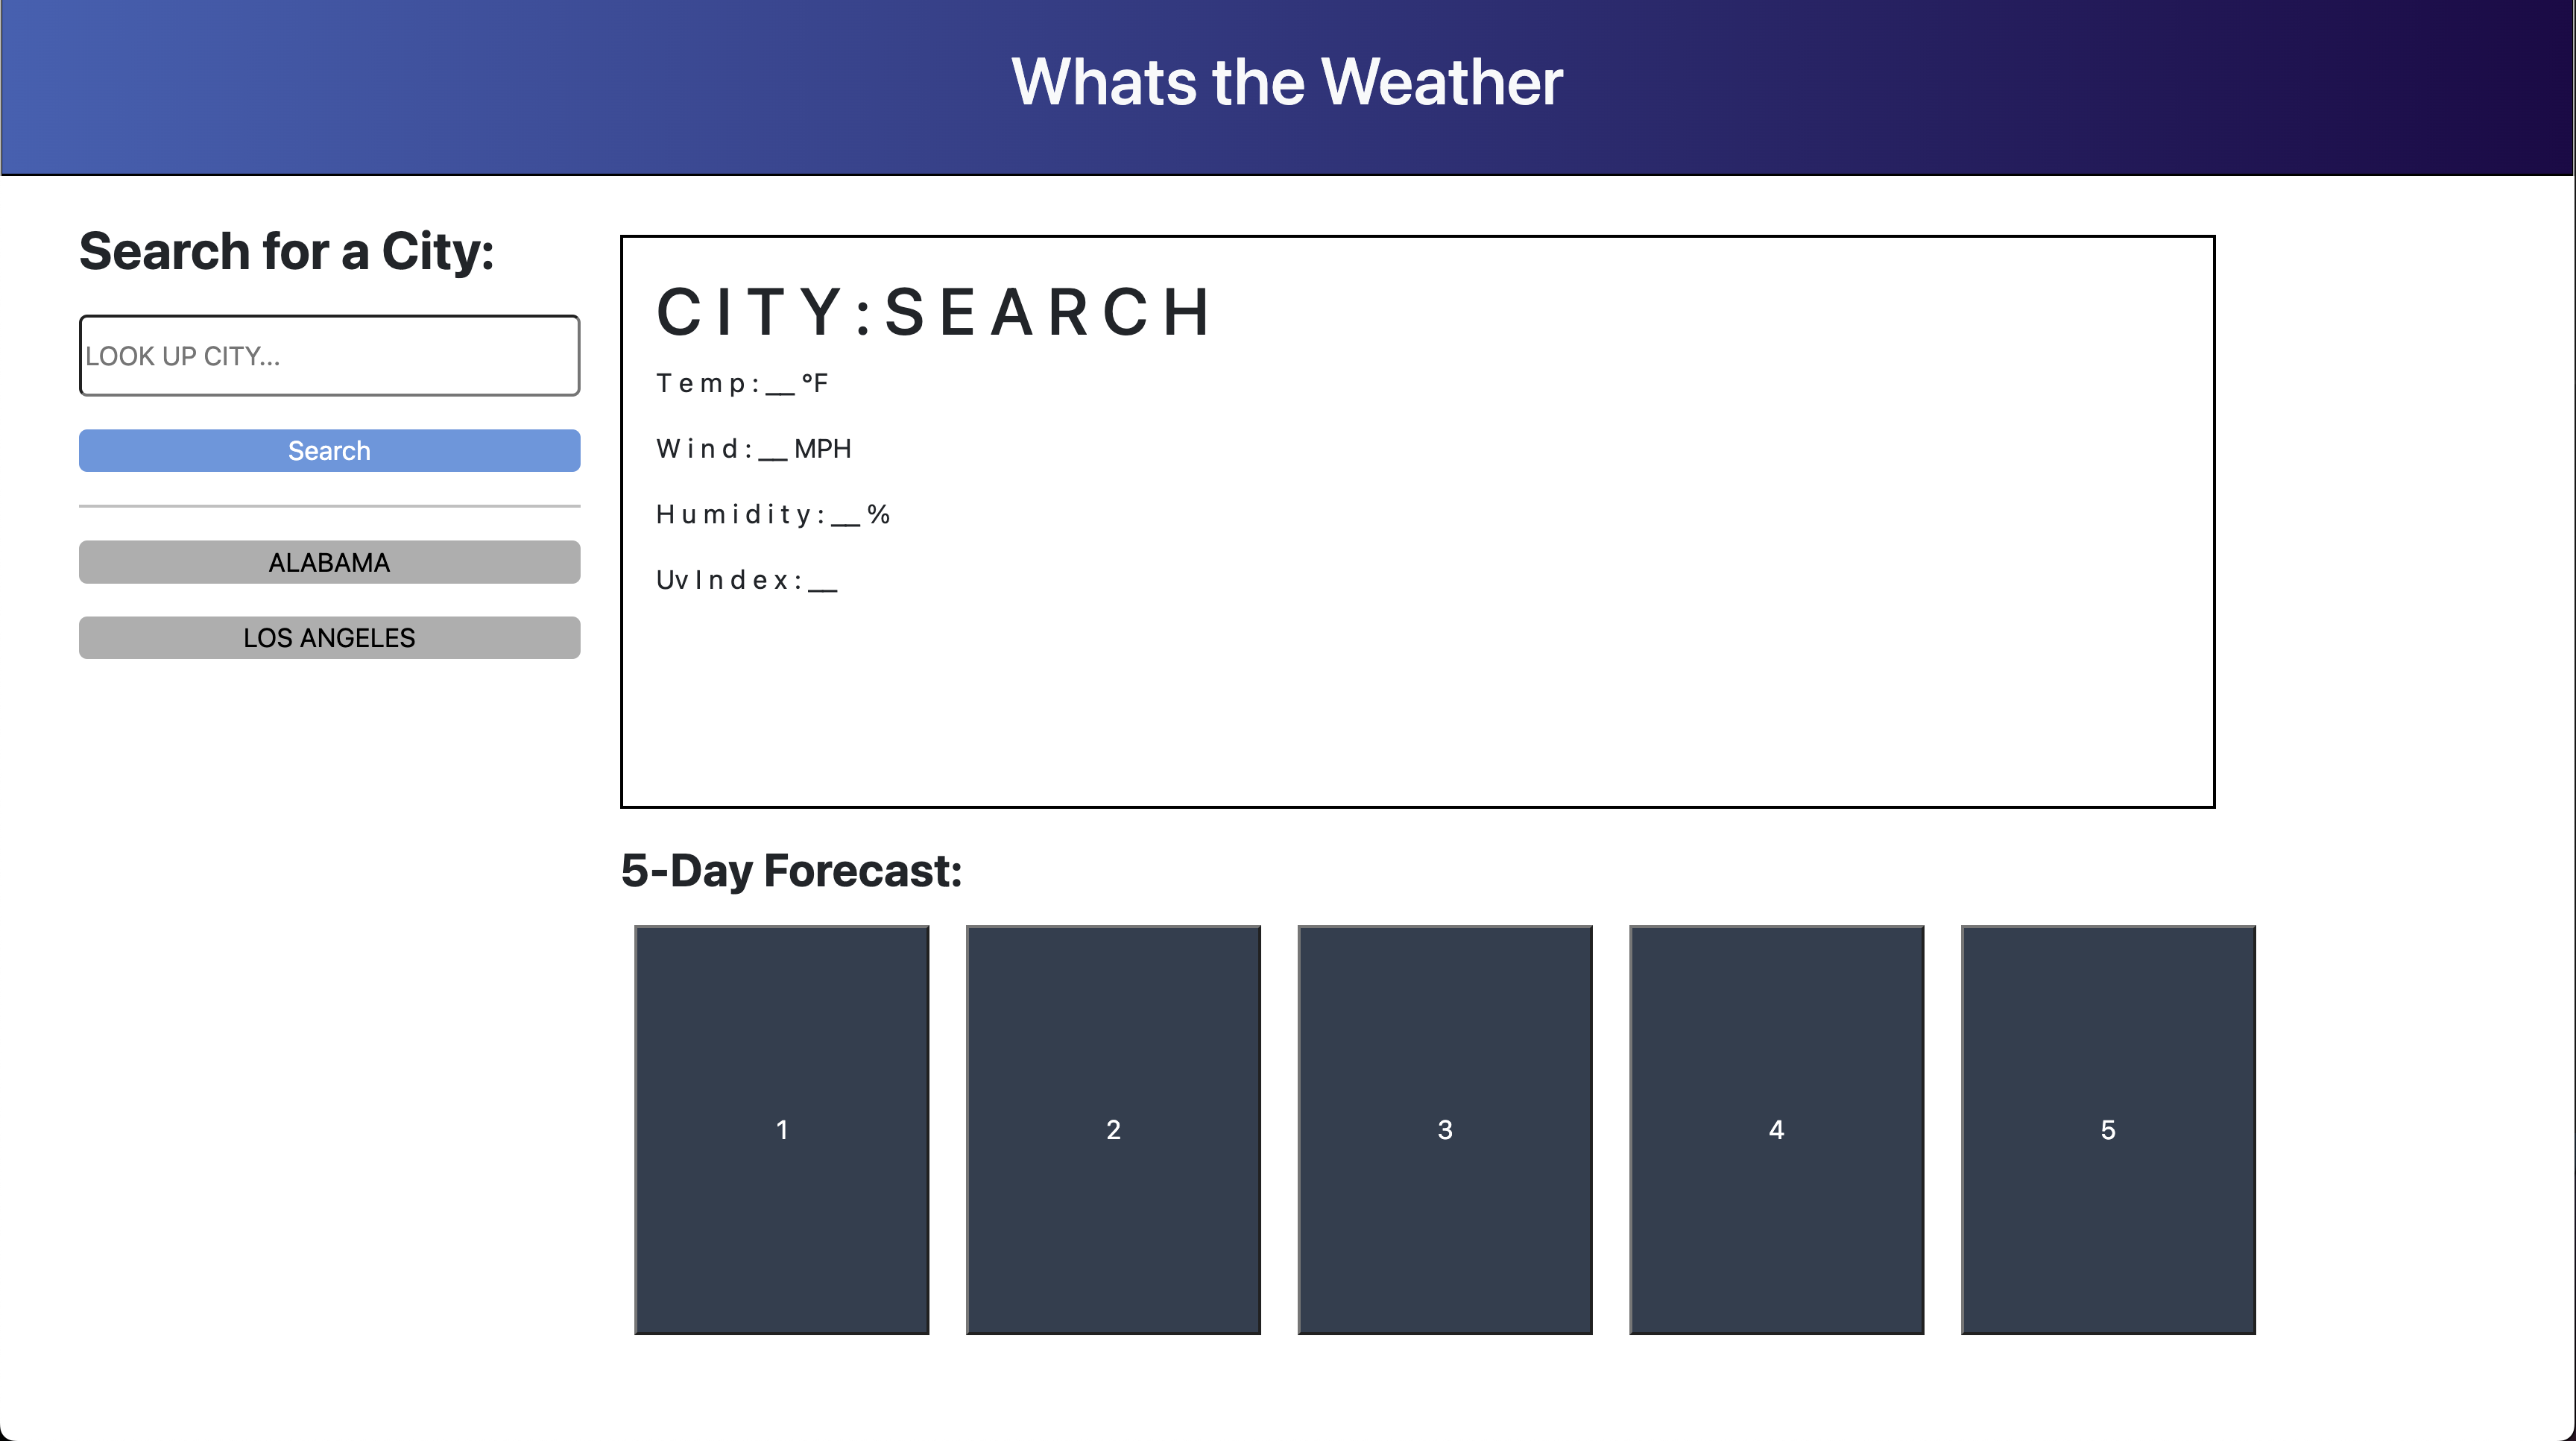 Whats the Weather
Search for a City:
LOOK UP CITY...
Search
ALABAMA
LOS ANGELES
CITY:SEARCH
Temp:__ °F
Wind:__ MPH
Humidity:__ %
UvIndex:__
5-Day Forecast:
1
2
3
4
5